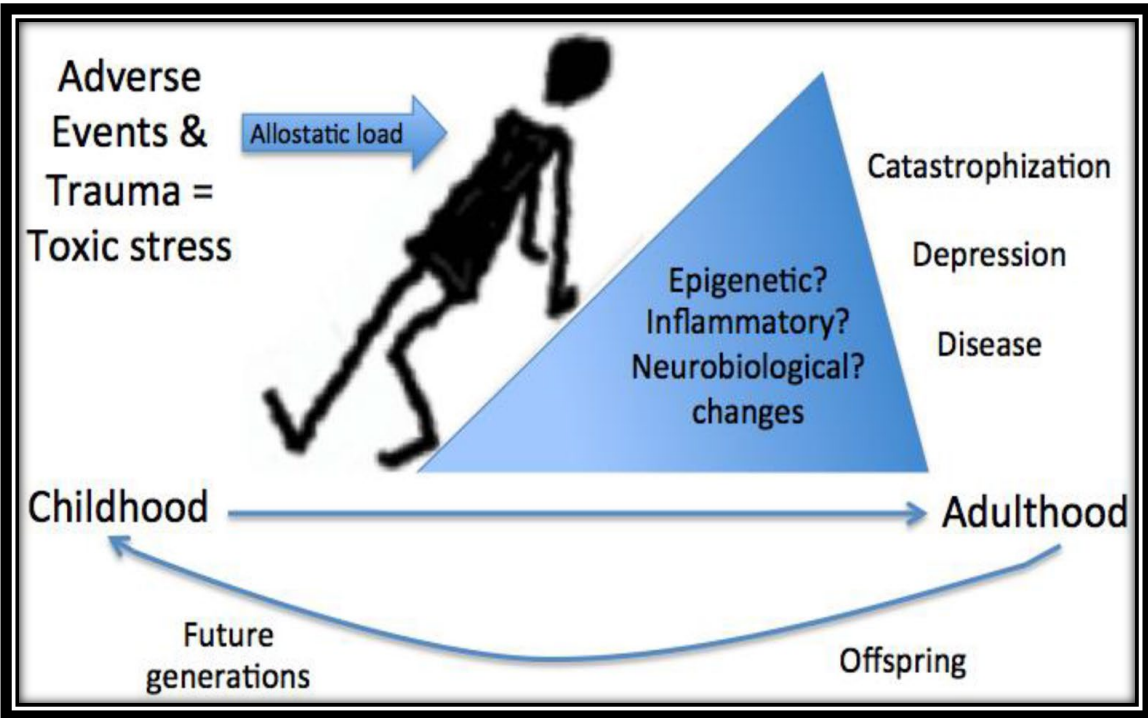 Adverse
Events &
Trauma =
Toxic stress
Allostatic load
Catastrophization
Depression
Disease
Epigenetic?
Inflammatory?
Neurobiological?
changes
Childhood
Adulthood
Future
generations
Offspring